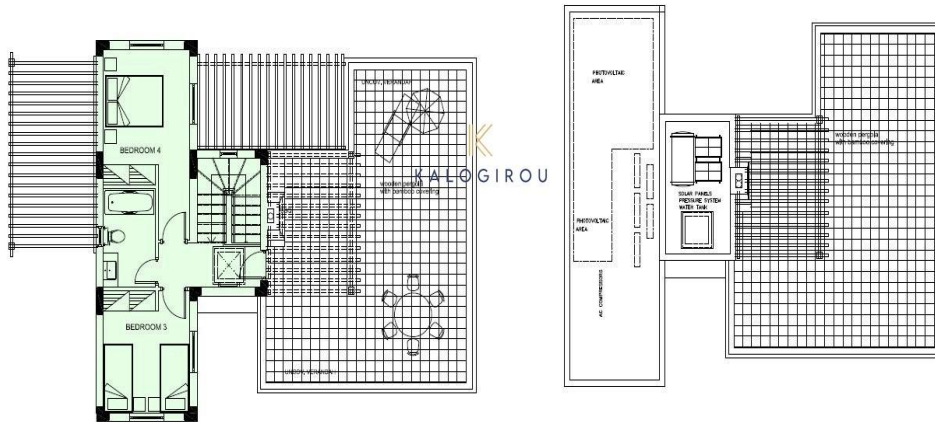 UNCOV. VERANDAH
BEDROOM 4
KALOGIROU
wooden pergola
with bamboo covering
BEDROOM 3
UNCOV. VERANDAH
PHOTOVOLTAIC
AREA
wooden pergola
with bamboo covering
SOLAR PANELS
PRESSURE SYSTEM
WATER TANK
PHOTOVOLTAIC
AREA
AC COMPRESSORS